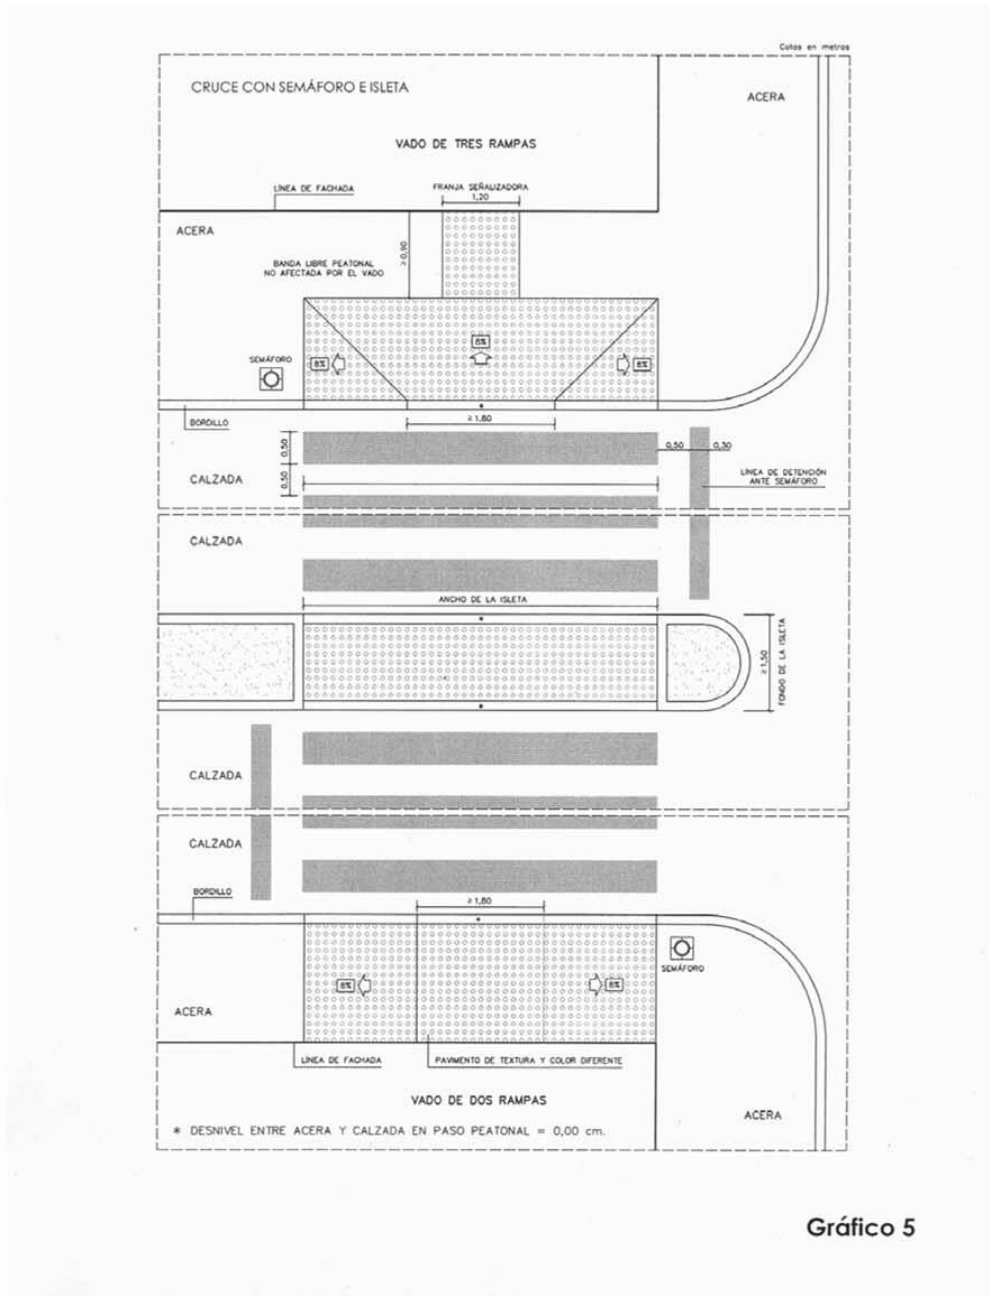 Cotas en metros
CRUCE CON SEMÁFORO E ISLETA
ACERA
VADO DE TRES RAMPAS
LÍNEA DE FACHADA
FRANJA SEÑALIZADORA
1,20
ACERA
≥0,90
BANDA LIBRE PEATONAL
NO AFECTADA POR EL VADO
8%
SEMÁFORO
8%
8%
*
BORDILLO
≥ 1,80
0,50
0,50
0,30
CALZADA
0,50
LÍNEA DE DETENCIÓN
ANTE SEMÁFORO
CALZADA
ANCHO DE LA ISLETA
*
≥ 1,50
FONDO DE LA ISLETA
*
CALZADA
CALZADA
BORDILLO
≥ 1,80
*
SEMÁFORO
8%
8%
ACERA
LÍNEA DE FACHADA
PAVIMENTO DE TEXTURA Y COLOR DIFERENTE
VADO DE DOS RAMPAS
ACERA
* DESNIVEL ENTRE ACERA Y CALZADA EN PASO PEATONAL = 0,00 cm.
Gráfico 5